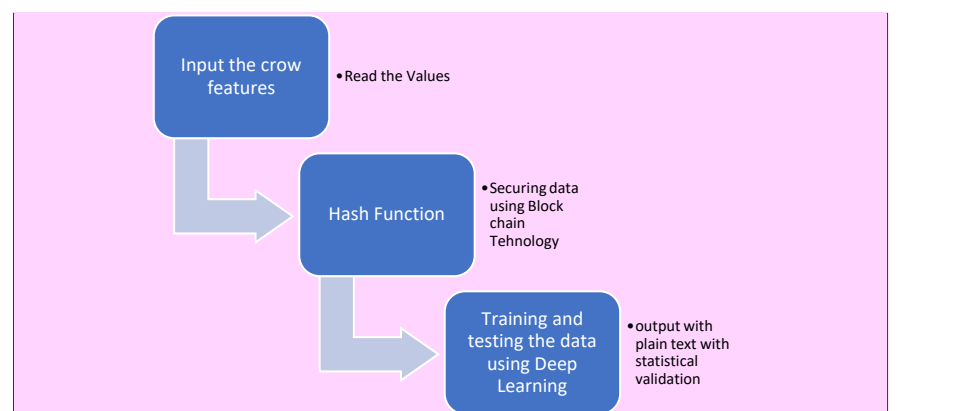 Input the crow
features
•Read the Values
Hash Function
•Securing data
using Block
chain
Tehnology
Training and
testing the data
using Deep
Learning
•output with
plain text with
statistical
validation